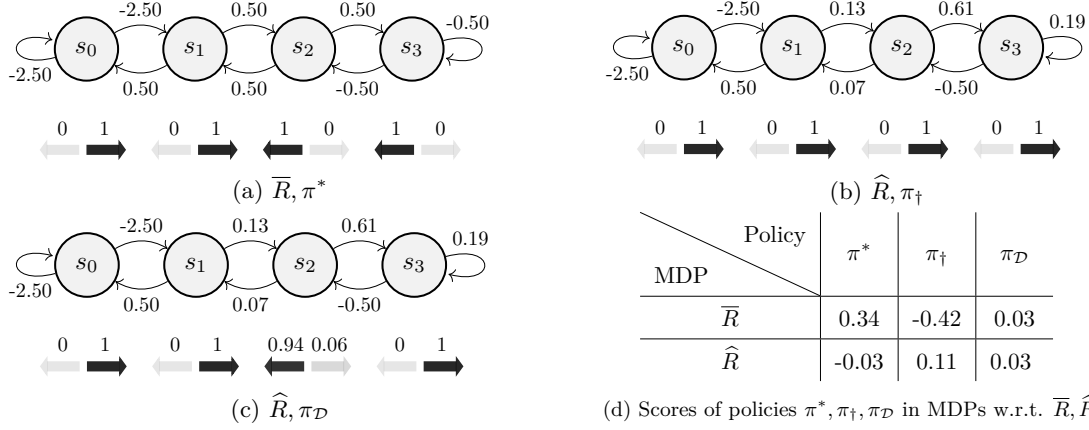 -2.50 0.50 0.50 -0.50
s₀ s₁ s₂ s₃
-2.50 0.50 0.50 -0.50
0 1 0 1 1 0 1 0
(a) R̅, π*
-2.50 0.13 0.61 0.19
s₀ s₁ s₂ s₃
-2.50 0.50 0.07 -0.50
0 1 0 1 0 1 0 1
(b) R̂, π†
-2.50 0.13 0.61 0.19
s₀ s₁ s₂ s₃
-2.50 0.50 0.07 -0.50
0 1 0 1 0.94 0.06 0 1
(c) R̂, π_𝒟
Policy
MDP
π* π† π_𝒟
R̅ 0.34 -0.42 0.03
R̂ -0.03 0.11 0.03
(d) Scores of policies π*, π†, π_𝒟 in MDPs w.r.t. R̅, R̂